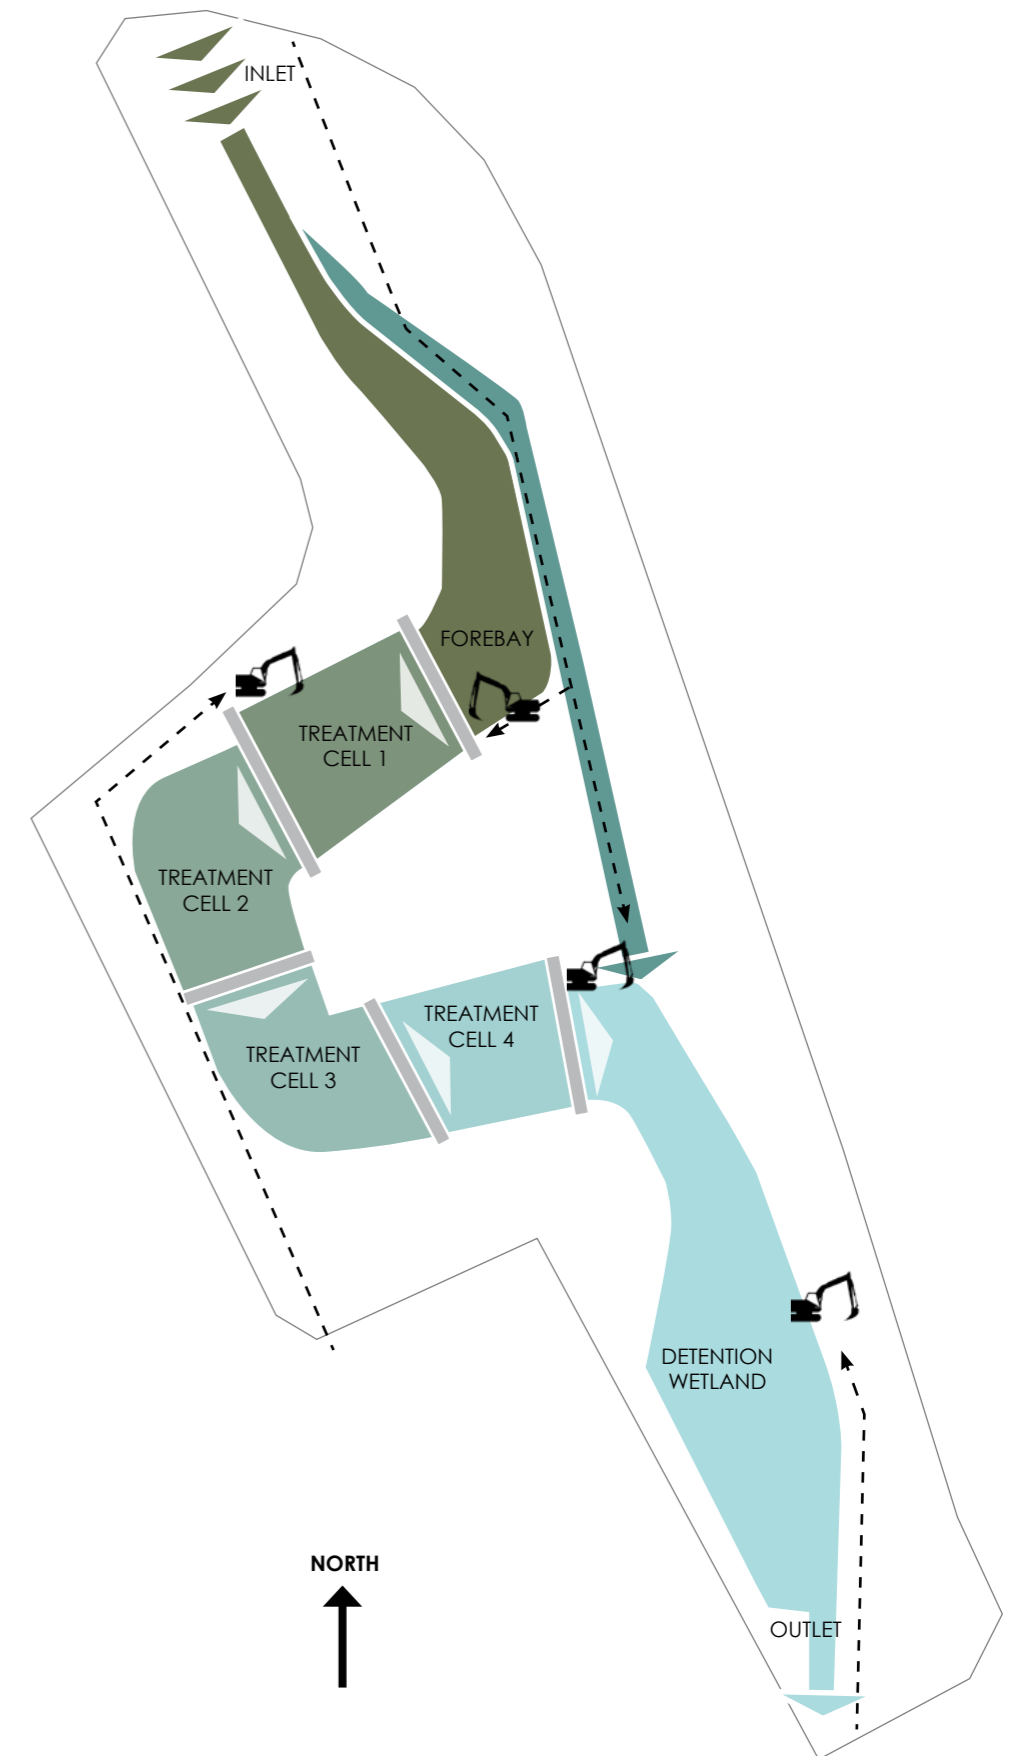 INLET
FOREBAY
TREATMENT
CELL 1
TREATMENT
CELL 2
TREATMENT
CELL 4
TREATMENT
CELL 3
DETENTION
WETLAND
NORTH
OUTLET